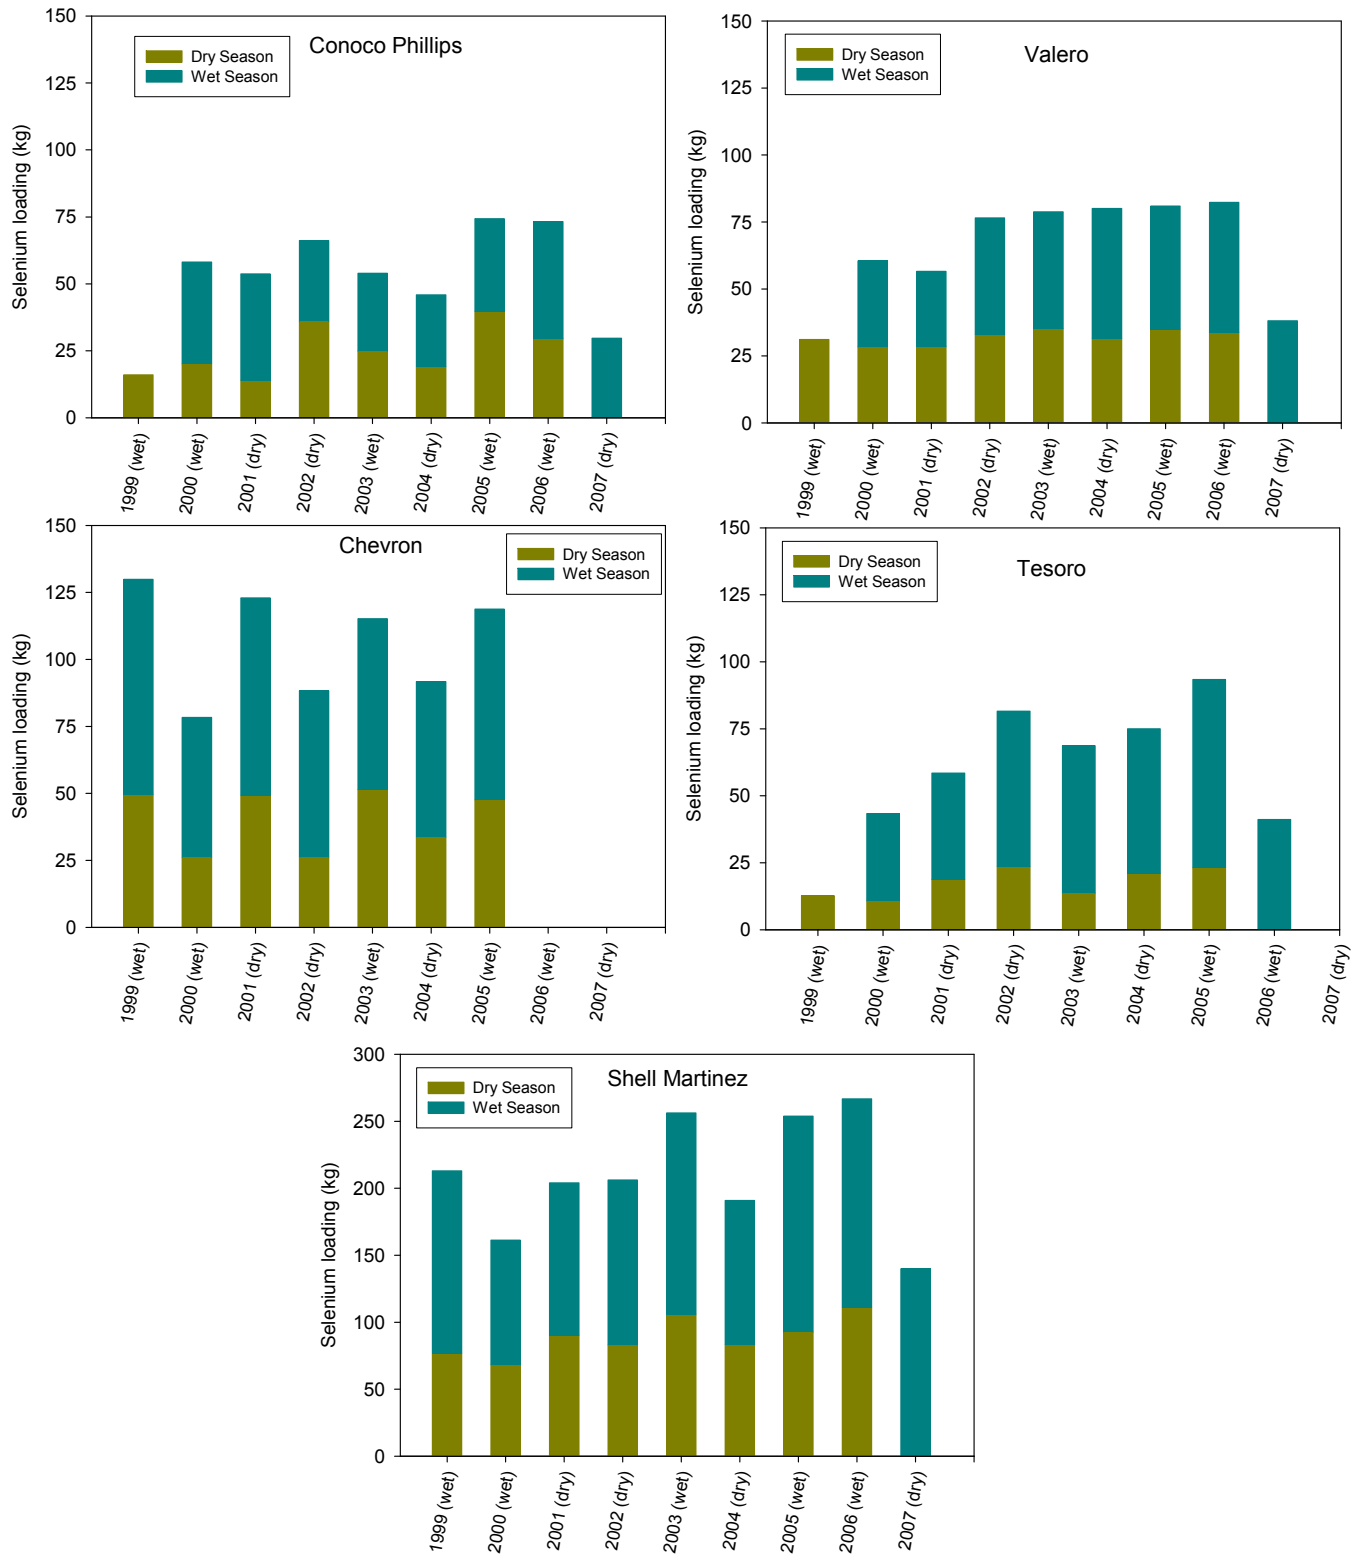 Conoco Phillips
Dry Season
Wet Season
Selenium loading (kg)
150
125
100
75
50
25
0
1999 (wet)
2000 (wet)
2001 (dry)
2002 (dry)
2003 (wet)
2004 (dry)
2005 (wet)
2006 (wet)
2007 (dry)
Valero
Dry Season
Wet Season
Selenium loading (kg)
150
125
100
75
50
25
0
1999 (wet)
2000 (wet)
2001 (dry)
2002 (dry)
2003 (wet)
2004 (dry)
2005 (wet)
2006 (wet)
2007 (dry)
Chevron
Dry Season
Wet Season
Selenium loading (kg)
150
125
100
75
50
25
0
1999 (wet)
2000 (wet)
2001 (dry)
2002 (dry)
2003 (wet)
2004 (dry)
2005 (wet)
2006 (wet)
2007 (dry)
Tesoro
Dry Season
Wet Season
Selenium loading (kg)
150
125
100
75
50
25
0
1999 (wet)
2000 (wet)
2001 (dry)
2002 (dry)
2003 (wet)
2004 (dry)
2005 (wet)
2006 (wet)
2007 (dry)
Shell Martinez
Dry Season
Wet Season
Selenium loading (kg)
300
250
200
150
100
50
0
1999 (wet)
2000 (wet)
2001 (dry)
2002 (dry)
2003 (wet)
2004 (dry)
2005 (wet)
2006 (wet)
2007 (dry)